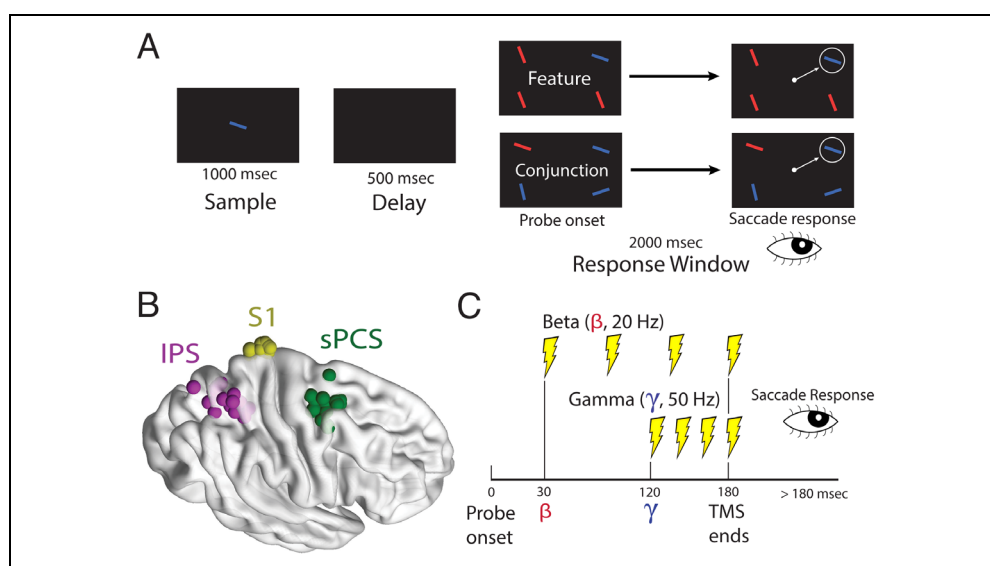 A
Feature
1000 msec
Sample
500 msec
Delay
Conjunction
Probe onset
Saccade response
2000 msec
Response Window
B
S1
sPCS
IPS
C
Beta (β, 20 Hz)
Gamma (γ, 50 Hz)
Saccade Response
0
30
120
180
> 180 msec
Probe
onset
β
γ
TMS
ends